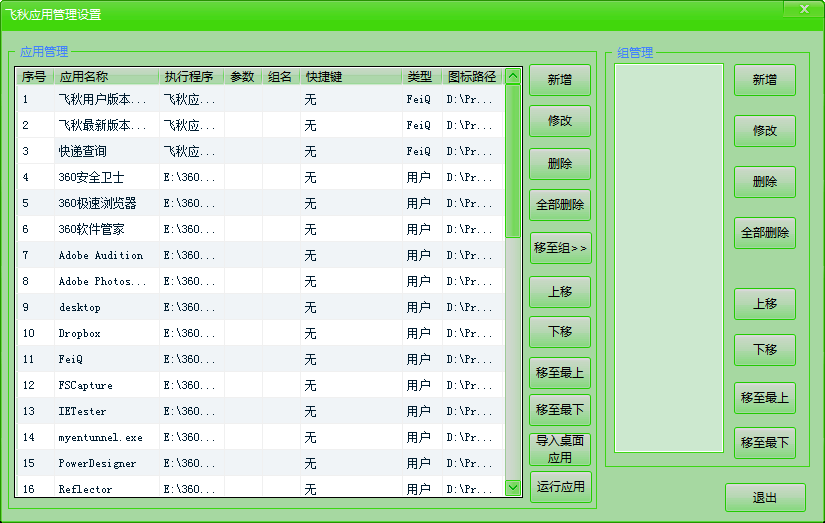 飞秋应用管理设置
应用管理
序号 应用名称 执行程序 参数 组名 快捷键 类型 图标路径
1 飞秋用户版本... 飞秋应... 无 FeiQ D:\Pr...
2 飞秋最新版本... 飞秋应... 无 FeiQ D:\Pr...
3 快递查询 飞秋应... 无 FeiQ D:\Pr...
4 360安全卫士 E:\360... 无 用户 D:\Pr...
5 360极速浏览器 E:\360... 无 用户 D:\Pr...
6 360软件管家 E:\360... 无 用户 D:\Pr...
7 Adobe Audition E:\360... 无 用户 D:\Pr...
8 Adobe Photos... E:\360... 无 用户 D:\Pr...
9 desktop E:\360... 无 用户 D:\Pr...
10 Dropbox E:\360... 无 用户 D:\Pr...
11 FeiQ E:\360... 无 用户 D:\Pr...
12 FSCapture E:\360... 无 用户 D:\Pr...
13 IETester E:\360... 无 用户 D:\Pr...
14 myentunnel.exe E:\360... 无 用户 D:\Pr...
15 PowerDesigner E:\360... 无 用户 D:\Pr...
16 Reflector E:\360... 无 用户 D:\Pr...
新增
修改
删除
全部删除
移至组>>
上移
下移
移至最上
移至最下
导入桌面
应用
运行应用
组管理
新增
修改
删除
全部删除
上移
下移
移至最上
移至最下
退出